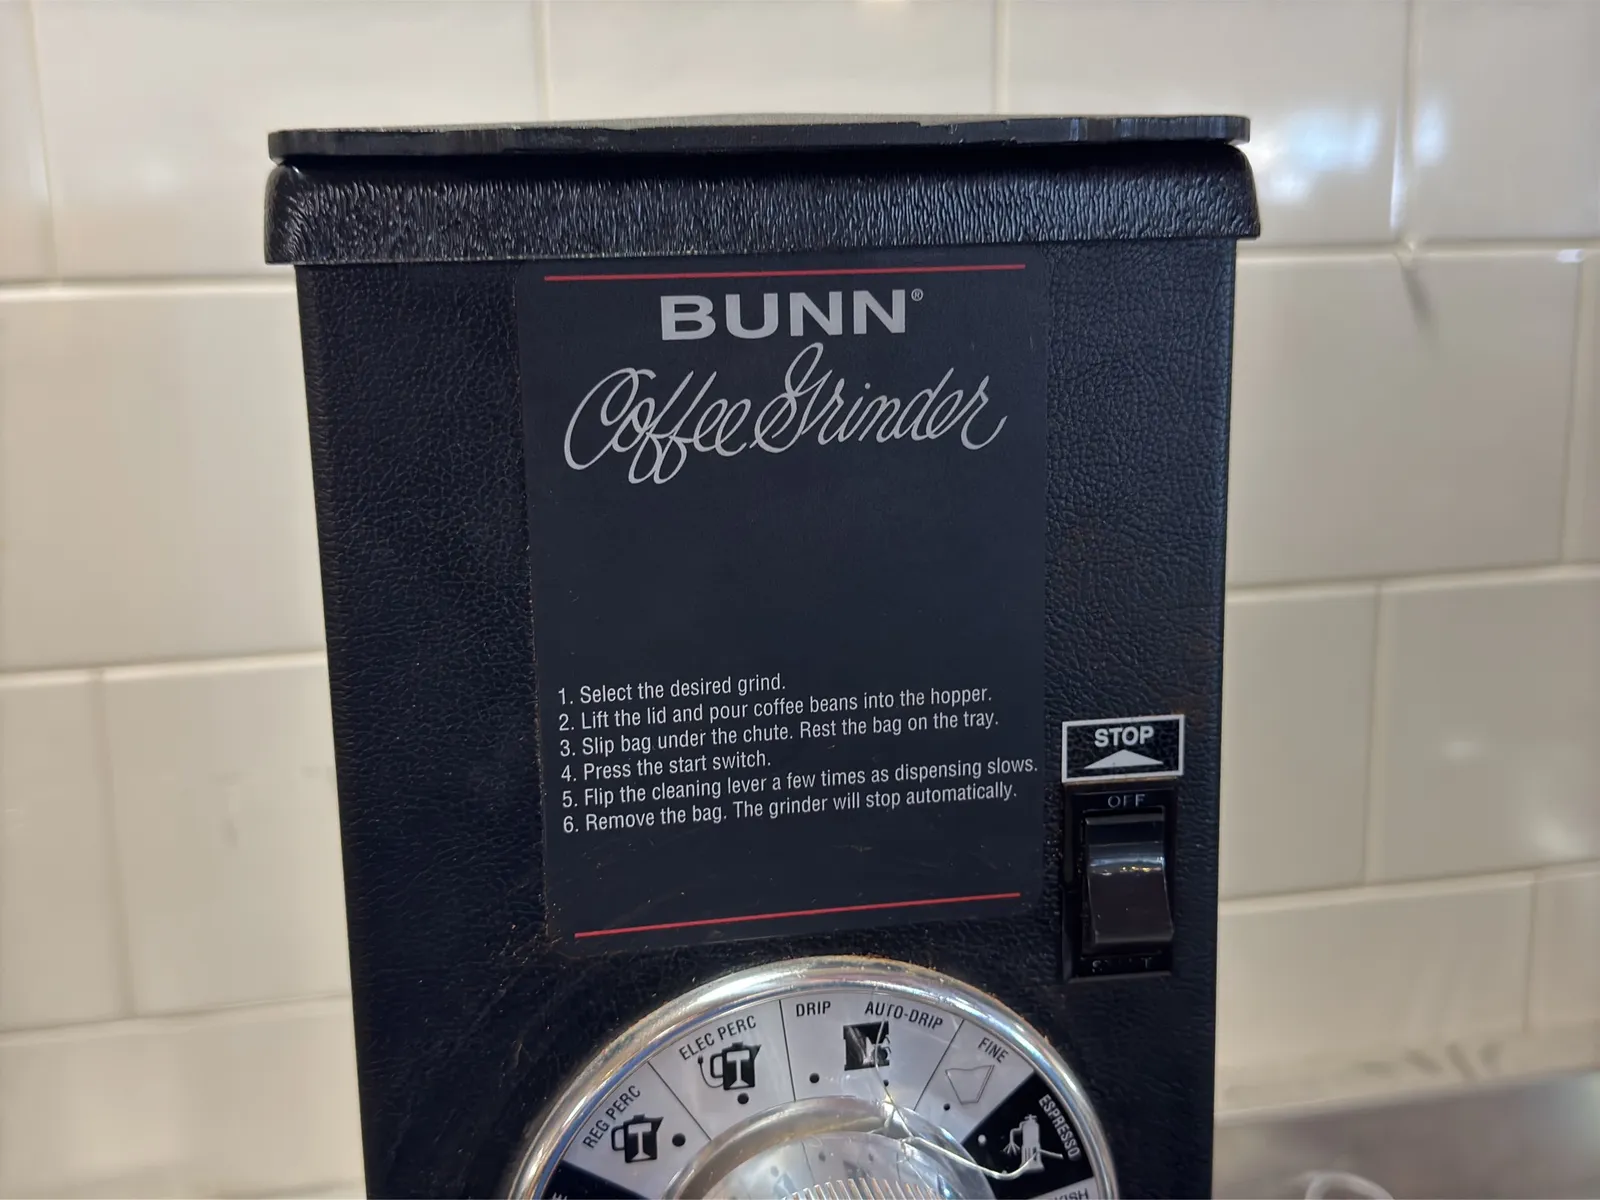 BUNN®
Coffee Grinder
1. Select the desired grind.
2. Lift the lid and pour coffee beans into the hopper.
3. Slip bag under the chute. Rest the bag on the tray.
4. Press the start switch.
5. Flip the cleaning lever a few times as dispensing slows.
6. Remove the bag. The grinder will stop automatically.
STOP
OFF
REG PERC
ELEC PERC
DRIP
AUTO-DRIP
FINE
ESPRESSO